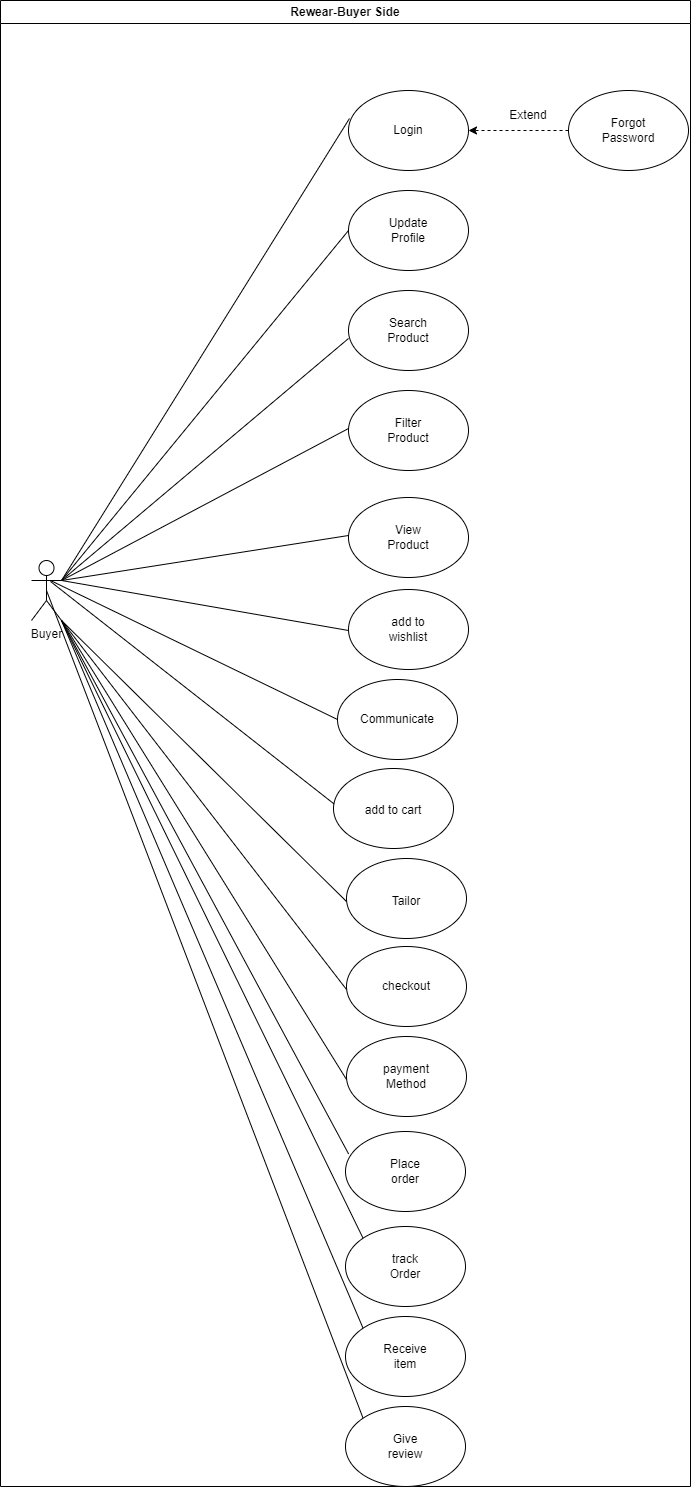 Rewear-Buyer Side
Login
Extend
Forgot
Password
Update
Profile
Search
Product
Filter
Product
View
Product
Buyer
add to
wishlist
Communicate
add to cart
Tailor
checkout
payment
Method
Place
order
track
Order
Receive
item
Give
review